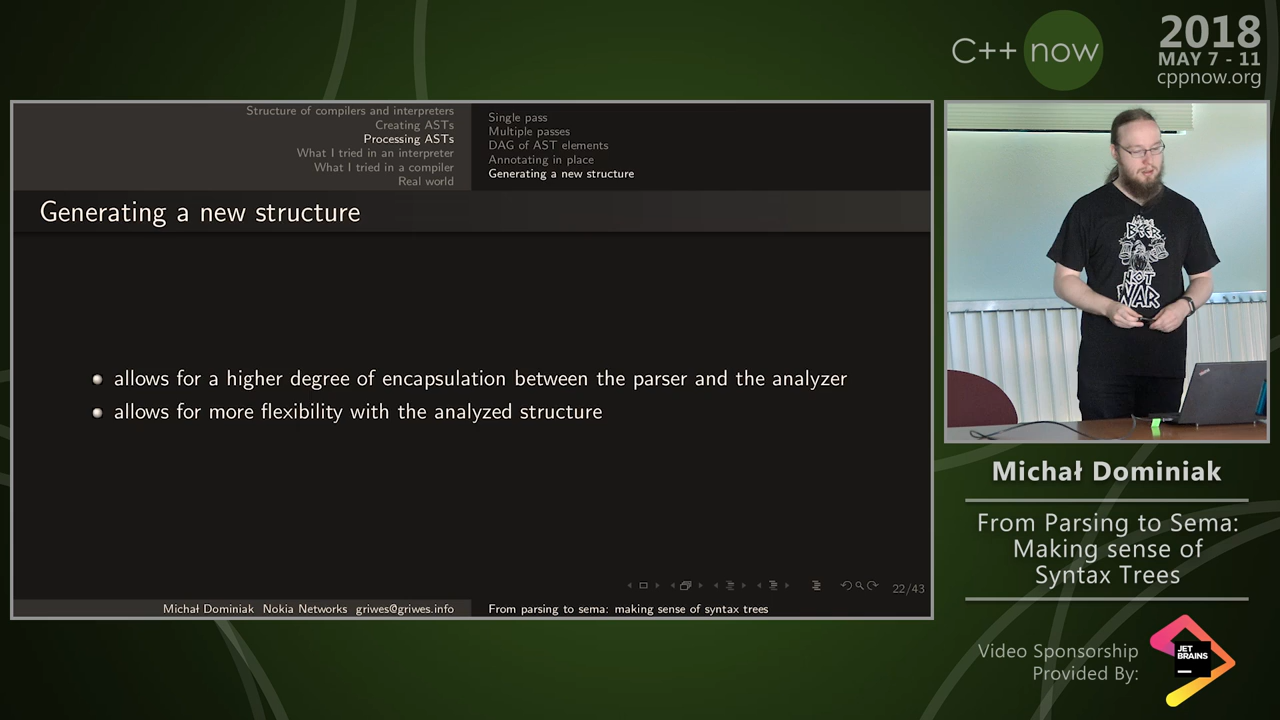 C++ now
2018
MAY 7 - 11
cppnow.org
Structure of compilers and interpreters
Creating ASTs
Processing ASTs
What I tried in an interpreter
What I tried in a compiler
Real world
Single pass
Multiple passes
DAG of AST elements
Annotating in place
Generating a new structure
Generating a new structure
allows for a higher degree of encapsulation between the parser and the analyzer
allows for more flexibility with the analyzed structure
22/43
Michał Dominiak Nokia Networks griwes@griwes.info
From parsing to sema: making sense of syntax trees
BEER
NOT
WAR
Michał Dominiak
From Parsing to Sema:
Making sense of
Syntax Trees
Video Sponsorship
Provided By:
JET
BRAINS